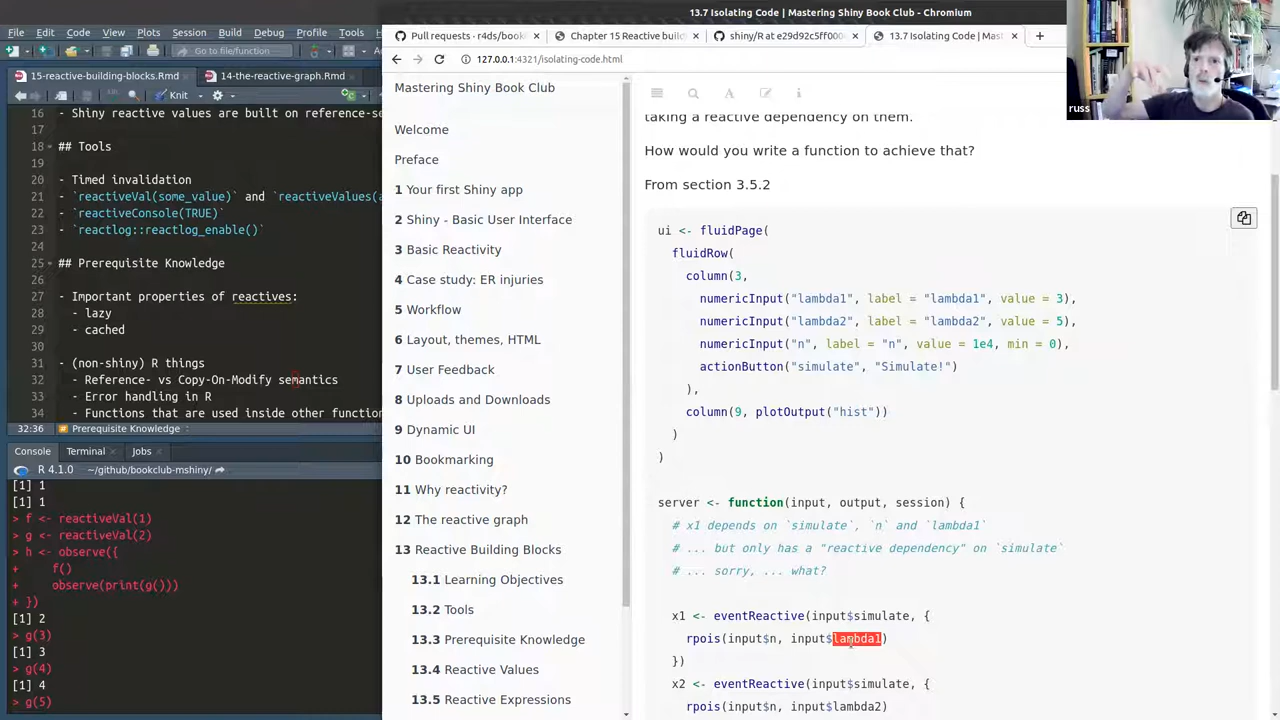 13.7 Isolating Code | Mastering Shiny Book Club - Chromium
File Edit Code View Plots Session Build Debug Profile Tools
Go to file/function
15-reactive-building-blocks.Rmd 14-the-reactive-graph.Rmd
Knit
16 - Shiny reactive values are built on reference-se
17
18 ## Tools
19
20 - Timed invalidation
21 - `reactiveVal(some_value)` and `reactiveValues(a
22 - `reactiveConsole(TRUE)`
23 - `reactlog::reactlog_enable()`
24
25 ## Prerequisite Knowledge
26
27 - Important properties of reactives:
28 - lazy
29 - cached
30
31 - (non-shiny) R things
32 - Reference- vs Copy-On-Modify semantics
33 - Error handling in R
34 - Functions that are used inside other function
32:36 Prerequisite Knowledge
Console Terminal Jobs
R 4.1.0 · ~/github/bookclub-mshiny/
[1] 1
[1] 1
> f <- reactiveVal(1)
> g <- reactiveVal(2)
> h <- observe({
+ f()
+ observe(print(g()))
+ })
[1] 2
> g(3)
[1] 3
> g(4)
[1] 4
> g(5)
Pull requests · r4ds/book Chapter 15 Reactive buil shiny/R at e29d92c5ff000 13.7 Isolating Code | Mast
127.0.0.1:4321/isolating-code.html
Mastering Shiny Book Club
Welcome
Preface
1 Your first Shiny app
2 Shiny - Basic User Interface
3 Basic Reactivity
4 Case study: ER injuries
5 Workflow
6 Layout, themes, HTML
7 User Feedback
8 Uploads and Downloads
9 Dynamic UI
10 Bookmarking
11 Why reactivity?
12 The reactive graph
13 Reactive Building Blocks
13.1 Learning Objectives
13.2 Tools
13.3 Prerequisite Knowledge
13.4 Reactive Values
13.5 Reactive Expressions
taking a reactive dependency on them.
How would you write a function to achieve that?
From section 3.5.2
ui <- fluidPage(
fluidRow(
column(3,
numericInput("lambda1", label = "lambda1", value = 3),
numericInput("lambda2", label = "lambda2", value = 5),
numericInput("n", label = "n", value = 1e4, min = 0),
actionButton("simulate", "Simulate!")
),
column(9, plotOutput("hist"))
)
)
server <- function(input, output, session) {
# x1 depends on `simulate`, `n` and `lambda1`
# ... but only has a "reactive dependency" on `simulate`
# ... sorry, ... what?
x1 <- eventReactive(input$simulate, {
rpois(input$n, input$lambda1)
})
x2 <- eventReactive(input$simulate, {
rpois(input$n, input$lambda2)
russ